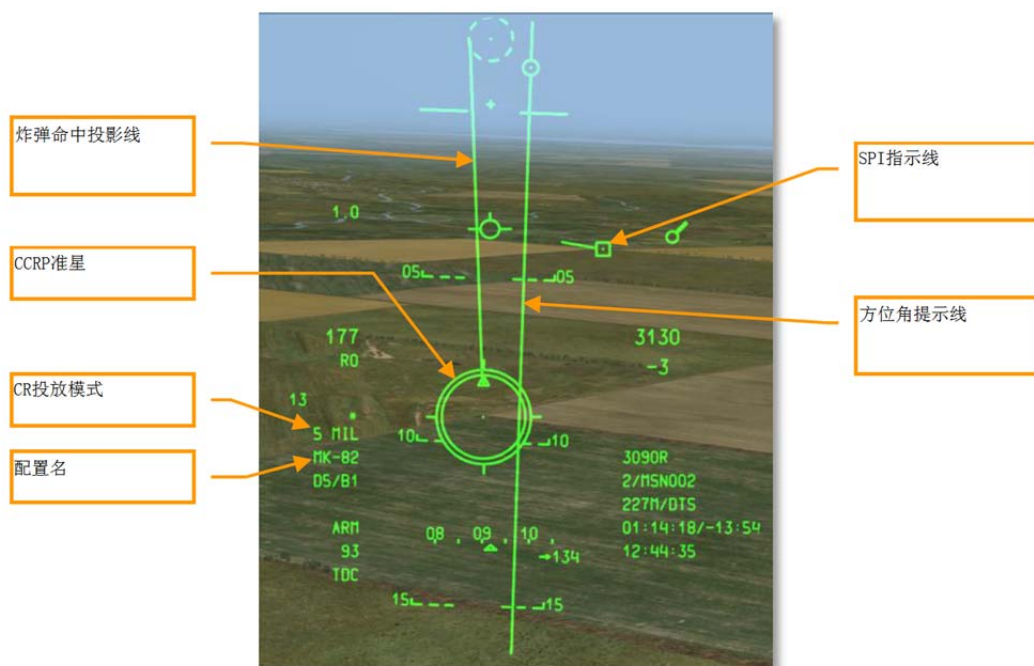 炸弹命中投影线
CCRP准星
CR投放模式
配置名
SPI指示线
方位角提示线
1.0
05
05
177
RO
3130
-3
13
5 MIL
MK-82
D5/B1
10
10
3090R
2/MSN002
227M/DTS
01:14:18/-13:54
12:44:35
ARM
93
TDC
08 . 09 . 10 .
134
15
15